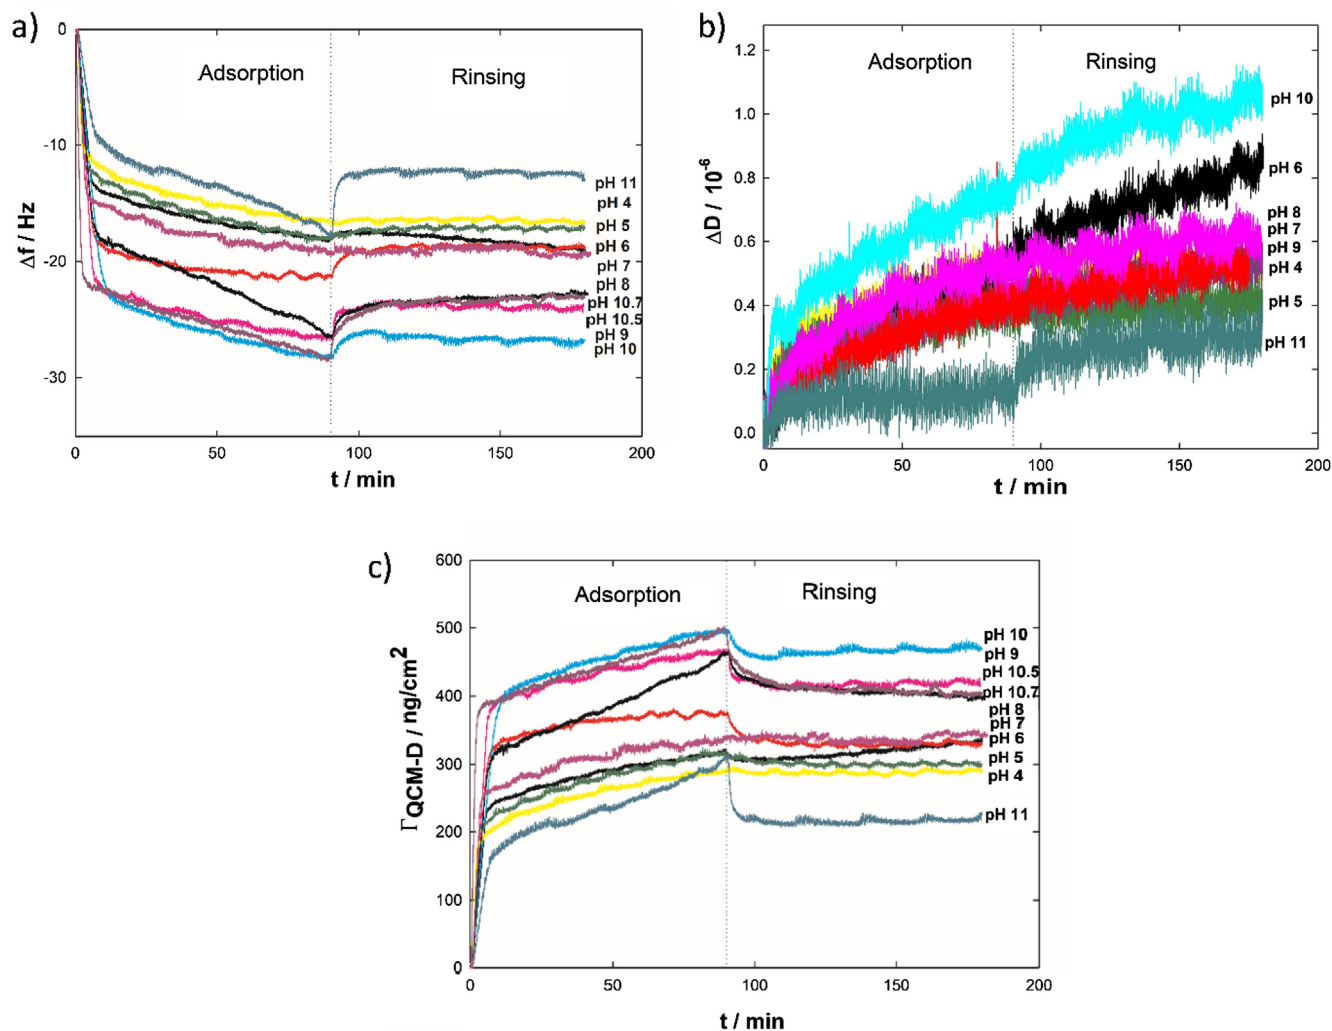 a)
0
-10
-20
-30
Δf / Hz
Adsorption
Rinsing
pH 11
pH 4
pH 5
pH 6
pH 7
pH 8
pH 10.7
pH 10.5
pH 9
pH 10
0 50 100 150 200
t / min
b)
1.2
1.0
0.8
0.6
0.4
0.2
0.0
ΔD / 10⁻⁶
Adsorption
Rinsing
pH 10
pH 6
pH 8
pH 7
pH 9
pH 4
pH 5
pH 11
0 50 100 150 200
t / min
c)
600
500
400
300
200
100
0
ΓQCM-D / ng/cm²
Adsorption
Rinsing
pH 10
pH 9
pH 10.5
pH 10.7
pH 8
pH 7
pH 6
pH 5
pH 4
pH 11
0 50 100 150 200
t / min